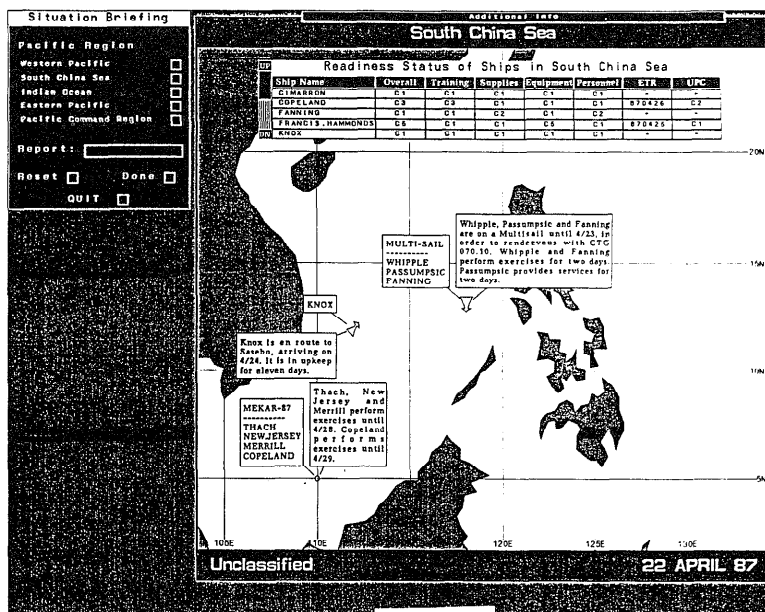 Situation Briefing
Pacific Region
Western Pacific
South China Sea
Indian Ocean
Eastern Pacific
Pacific Command Region
Report:
Reset Done
QUIT
Additional Info
South China Sea
UP Readiness Status of Ships in South China Sea
Ship Name Overall Training Supplies Equipment Personnel ETR UPC
CIMARRON C1 C1 C1 C1 C1 - -
COPELAND C3 C3 C1 C1 C1 870426 C2
FANNING C1 C1 C2 C1 C2 - -
FRANCIS.HAMMONDS C5 C1 C1 C5 C1 870425 C1
DN KNOX C1 C1 C1 C1 C1 - -
20N
MULTI-SAIL
----------
WHIPPLE
PASSUMPSIC
FANNING
Whipple, Passumpsic and Fanning
are on a Multisail until 4/23, in
order to rendezvous with CTG
070.10. Whipple and Fanning
perform exercises for two days.
Passumpsic provides services for
two days.
15N
KNOX
Knox is en route to
Sasebo, arriving on
4/24. It is in upkeep
for eleven days.
10N
MEKAR-87
----------
THACH
NEWJERSEY
MERRILL
COPELAND
Thach, New
Jersey and
Merrill perform
exercises until
4/28. Copeland
performs
exercises until
4/29.
5N
100E 110E 120E 125E 130E
Unclassified 22 APRIL 87